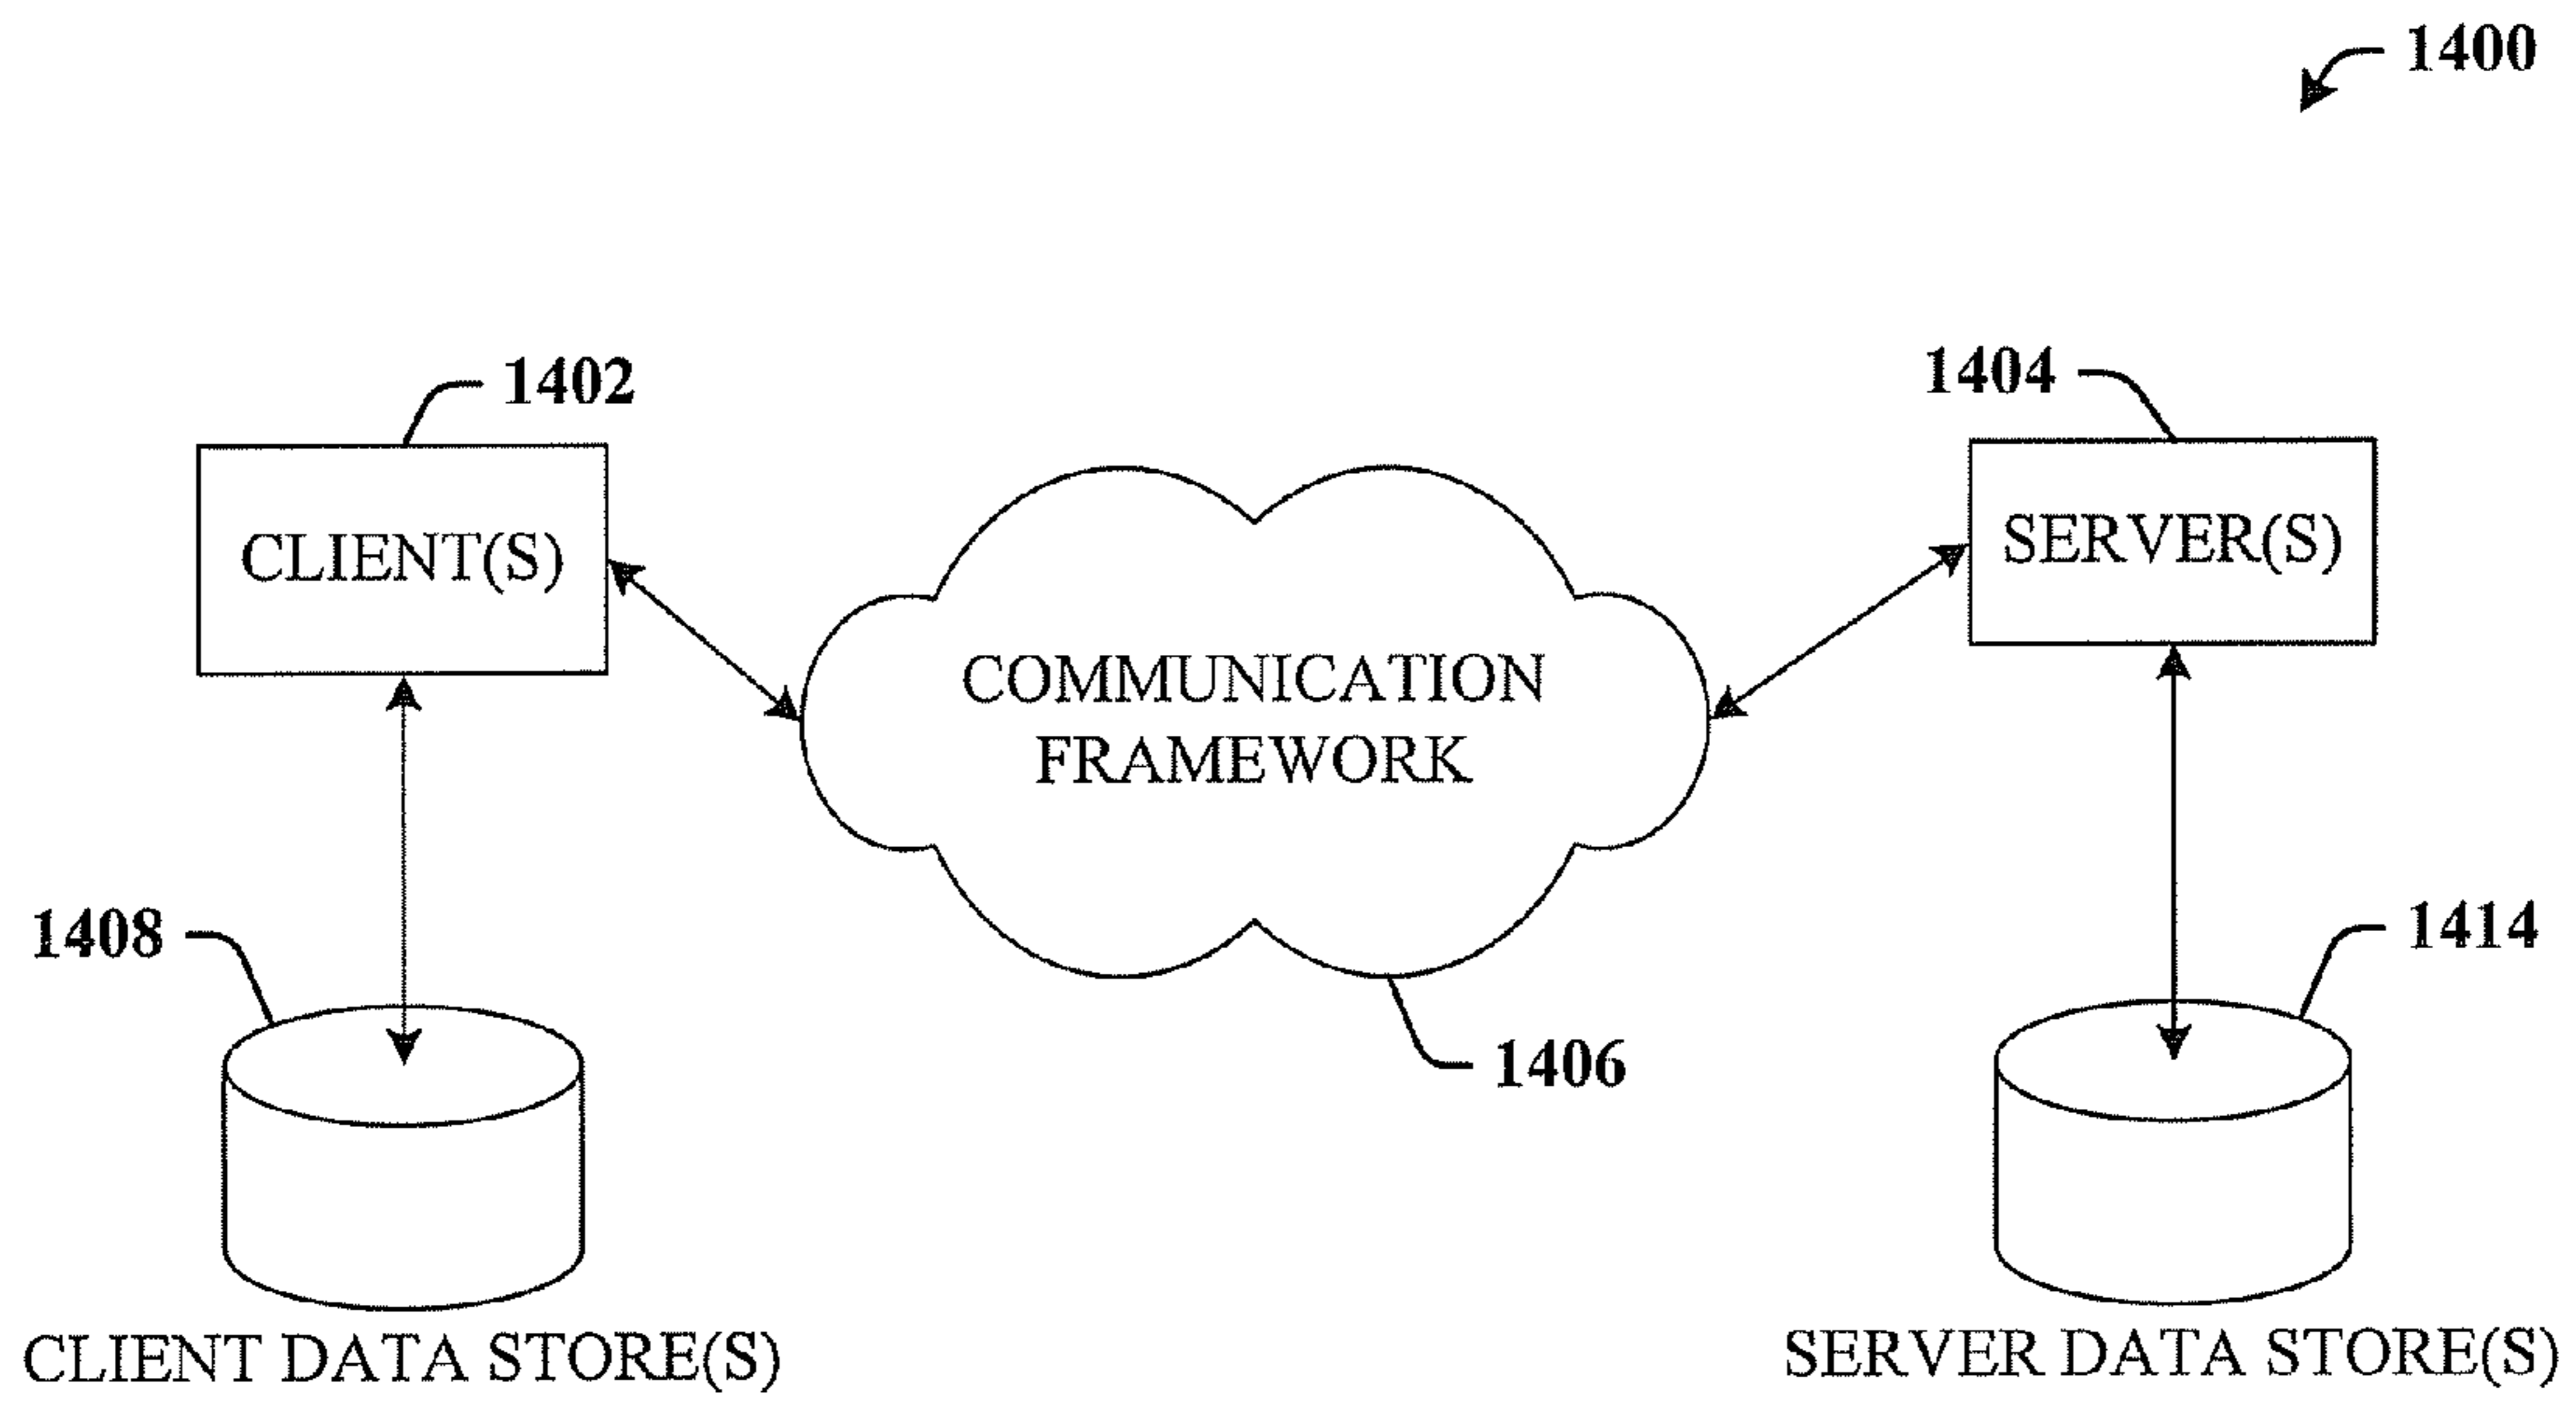 1400
1402
1404
CLIENT(S)
SERVER(S)
COMMUNICATION
FRAMEWORK
1408
1414
1406
CLIENT DATA STORE(S)
SERVER DATA STORE(S)